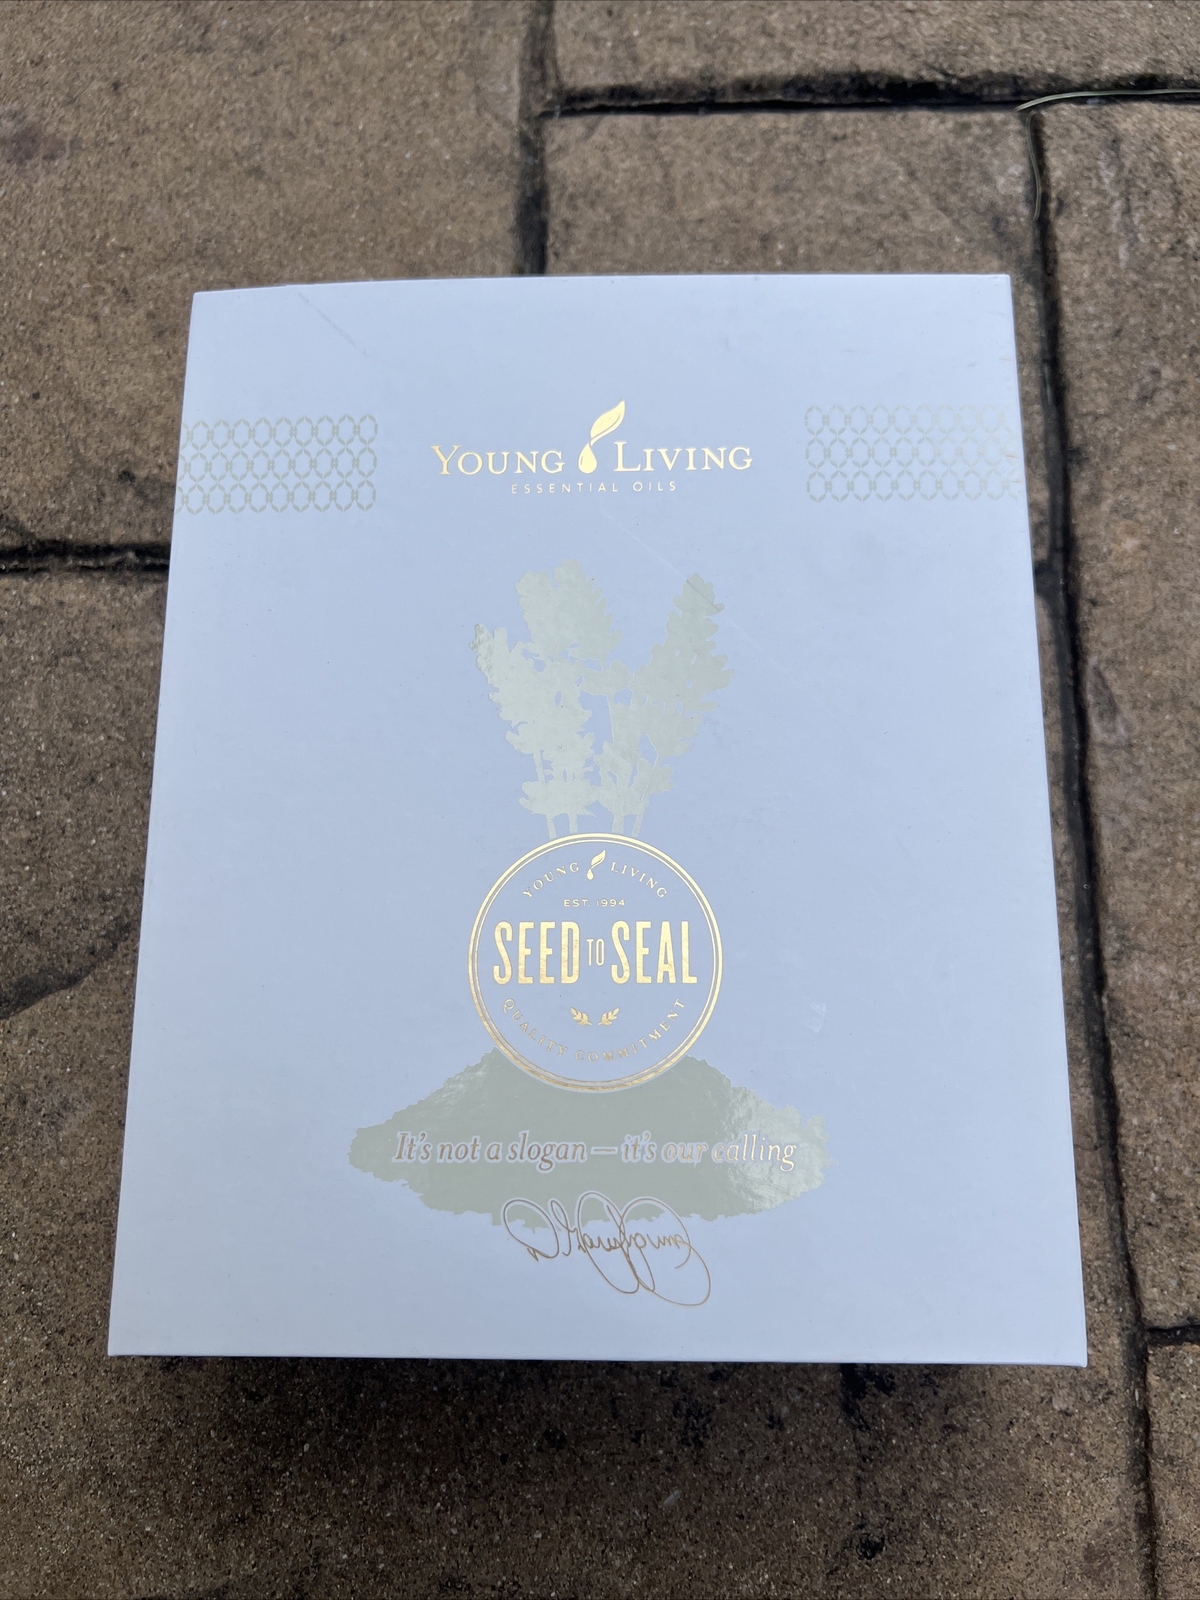 YOUNG LIVING
ESSENTIAL OILS
YOUNG LIVING
EST. 1994
SEED TO SEAL
QUALITY COMMITMENT
It's not a slogan — it's our calling